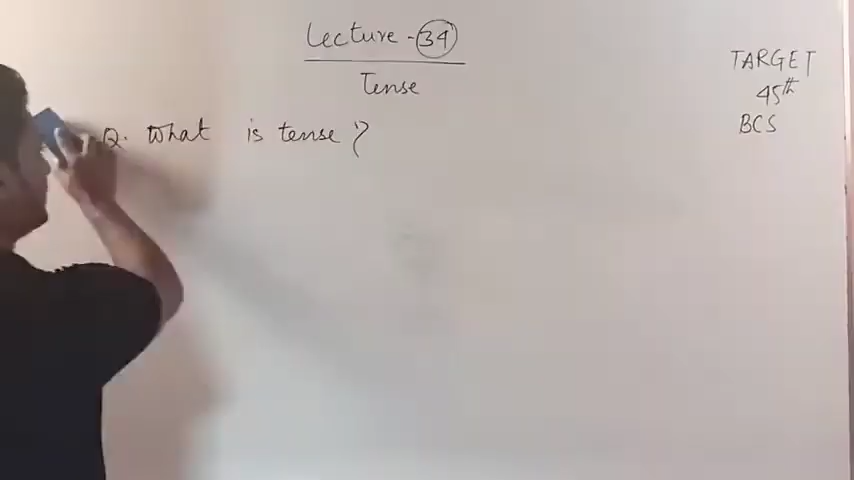 Lecture - 34
Tense
Q. What is tense?
TARGET
45th
BCS